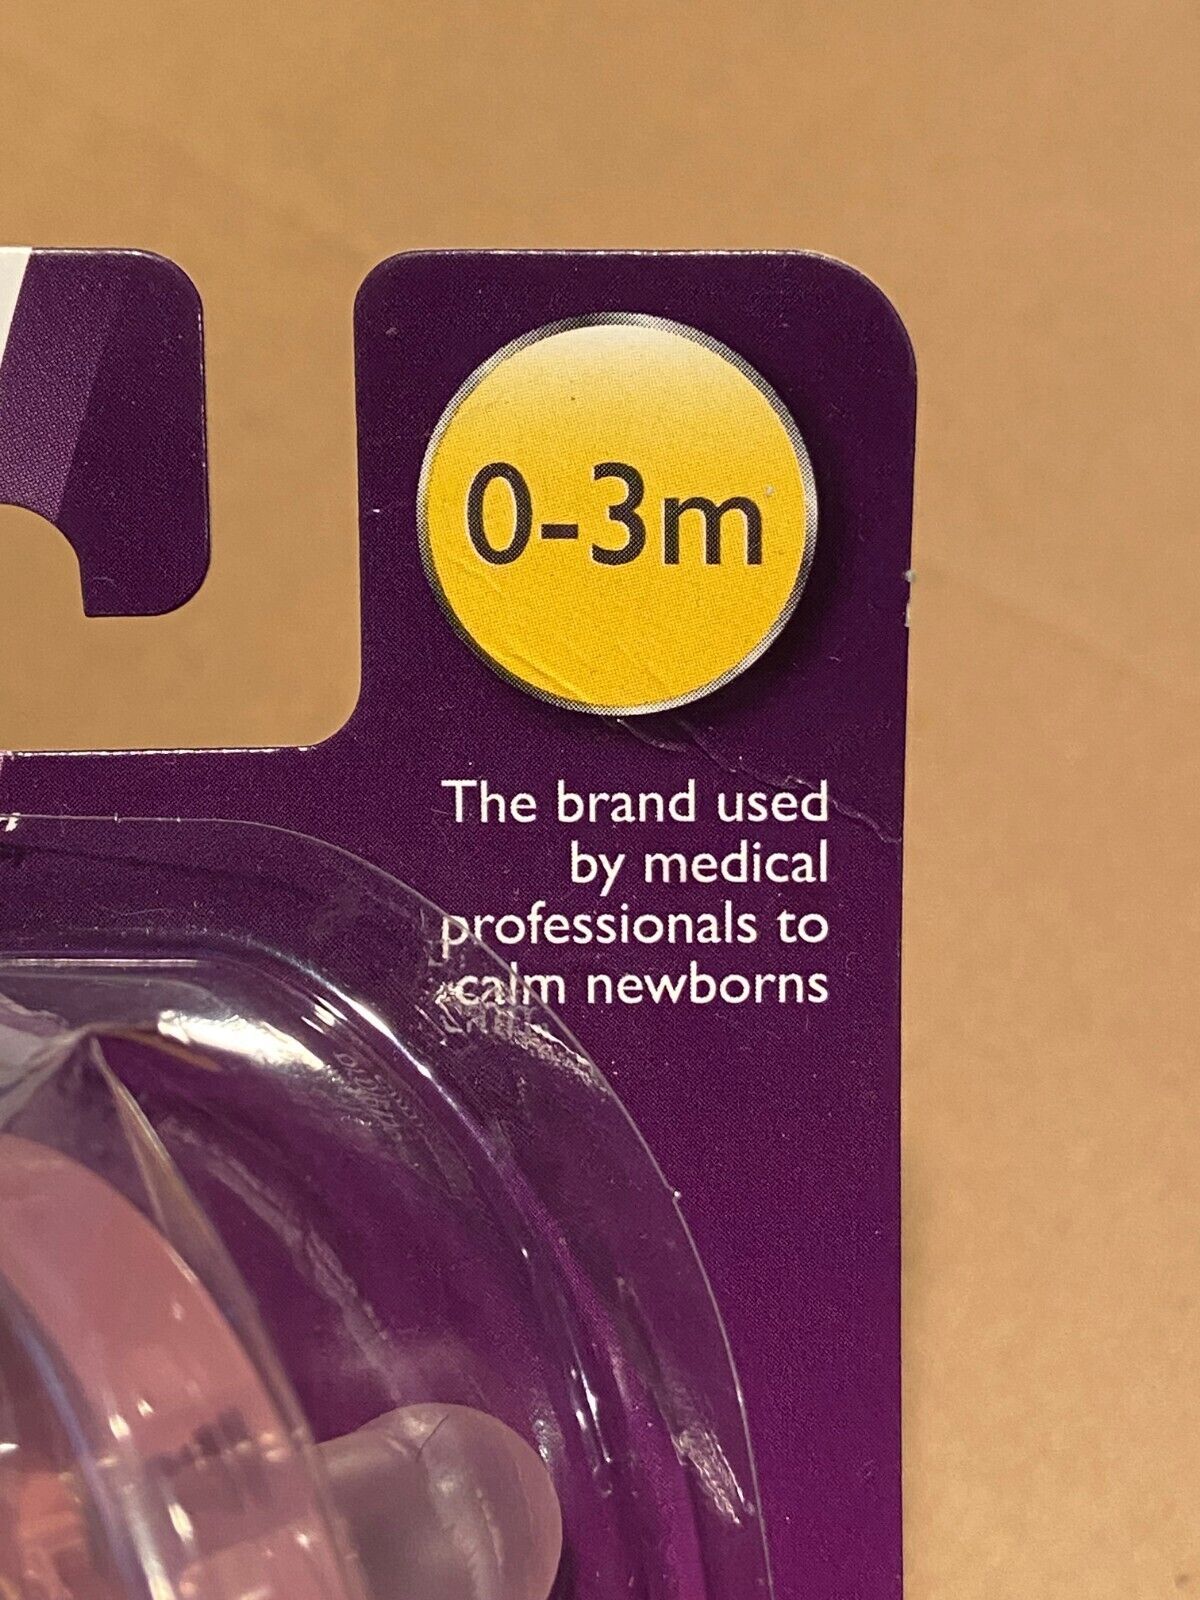 0-3m
The brand used
by medical
professionals to
calm newborns